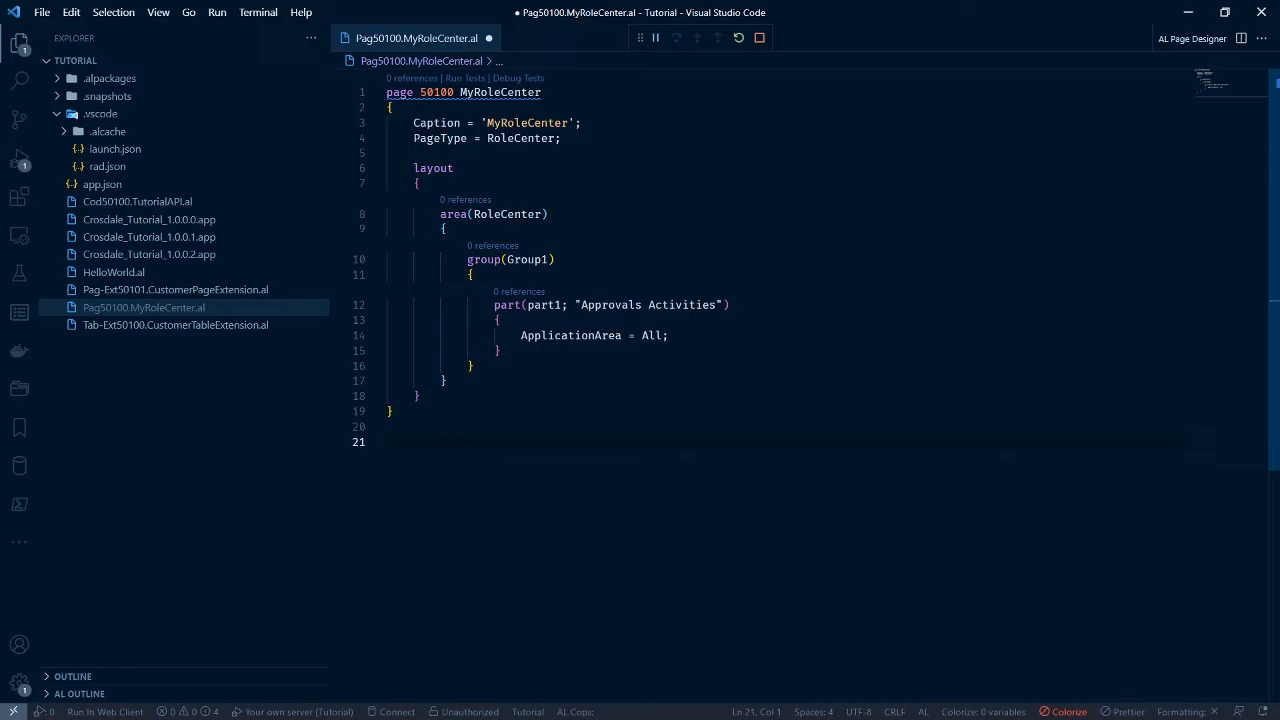 File Edit Selection View Go Run Terminal Help
● Pag50100.MyRoleCenter.al - Tutorial - Visual Studio Code
EXPLORER
Pag50100.MyRoleCenter.al
AL Page Designer
TUTORIAL
Pag50100.MyRoleCenter.al > ...
.alpackages
.snapshots
.vscode
.alcache
launch.json
rad.json
app.json
Cod50100.TutorialAPI.al
Crosdale_Tutorial_1.0.0.0.app
Crosdale_Tutorial_1.0.0.1.app
Crosdale_Tutorial_1.0.0.2.app
HelloWorld.al
Pag-Ext50101.CustomerPageExtension.al
Pag50100.MyRoleCenter.al
Tab-Ext50100.CustomerTableExtension.al
0 references | Run Tests | Debug Tests
1 page 50100 MyRoleCenter
2 {
3 Caption = 'MyRoleCenter';
4 PageType = RoleCenter;
5
6 layout
7 {
0 references
8 area(RoleCenter)
9 {
0 references
10 group(Group1)
11 {
0 references
12 part(part1; "Approvals Activities")
13 {
14 ApplicationArea = All;
15 }
16 }
17 }
18 }
19 }
20
21
1
1
1
OUTLINE
AL OUTLINE
: 0 Run In Web Client 0 0 4 Your own server (Tutorial) Connect Unauthorized Tutorial AL Cops: Ln 21, Col 1 Spaces: 4 UTF-8 CRLF AL Colorize: 0 variables Colorize Prettier Formatting: ✕